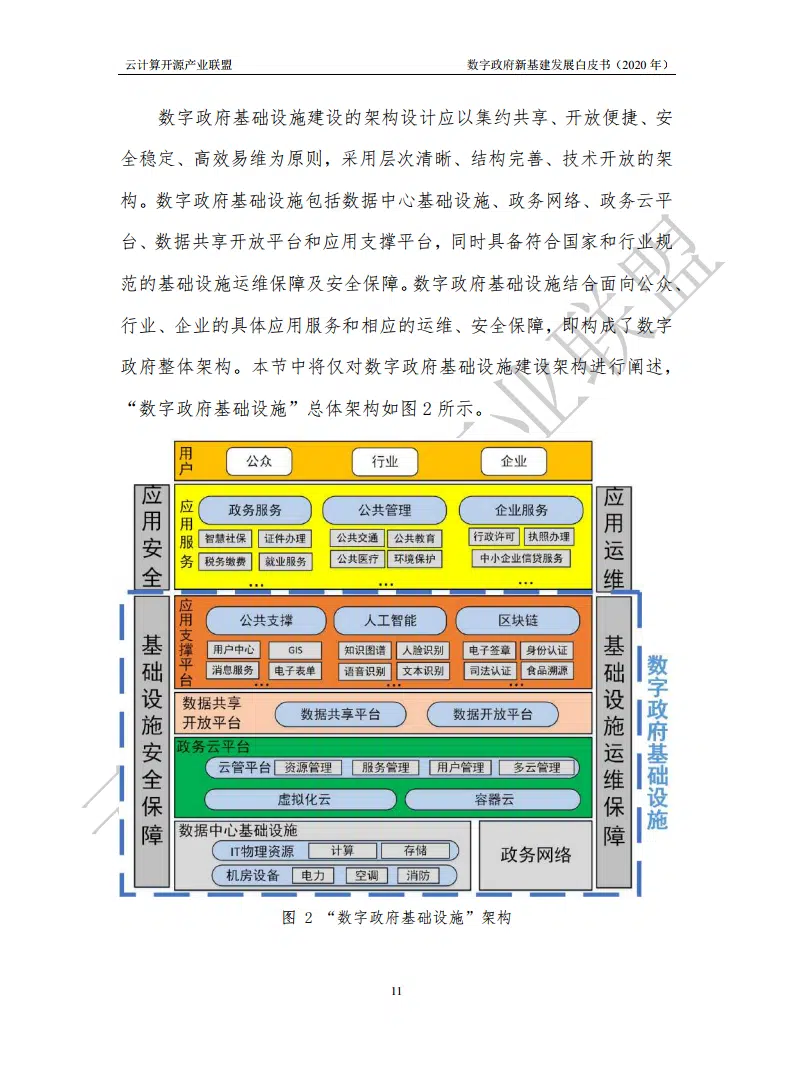 云计算开源产业联盟 数字政府新基建发展白皮书（2020 年）
数字政府基础设施建设的架构设计应以集约共享、开放便捷、安
全稳定、高效易维为原则，采用层次清晰、结构完善、技术开放的架
构。数字政府基础设施包括数据中心基础设施、政务网络、政务云平
台、数据共享开放平台和应用支撑平台，同时具备符合国家和行业规
范的基础设施运维保障及安全保障。数字政府基础设施结合面向公众、
行业、企业的具体应用服务和相应的运维、安全保障，即构成了数字
政府整体架构。本节中将仅对数字政府基础设施建设架构进行阐述，
“数字政府基础设施”总体架构如图 2 所示。
用户
公众 行业 企业
应用安全
应用服务
政务服务 公共管理 企业服务
智慧社保 证件办理 公共交通 公共教育 行政许可 执照办理
税务缴费 就业服务 公共医疗 环境保护 中小企业信贷服务
... ... ...
应用运维
基础设施安全保障
应用支撑平台
公共支撑 人工智能 区块链
用户中心 GIS 知识图谱 人脸识别 电子签章 身份认证
消息服务 电子表单 语音识别 文本识别 司法认证 食品溯源
... ... ...
数据共享
开放平台
数据共享平台 数据开放平台
政务云平台
云管平台 资源管理 服务管理 用户管理 多云管理
虚拟化云 容器云
数据中心基础设施
IT物理资源 计算 存储
机房设备 电力 空调 消防
政务网络
基础设施运维保障
数字政府基础设施
图 2 “数字政府基础设施”架构
11
业联盟